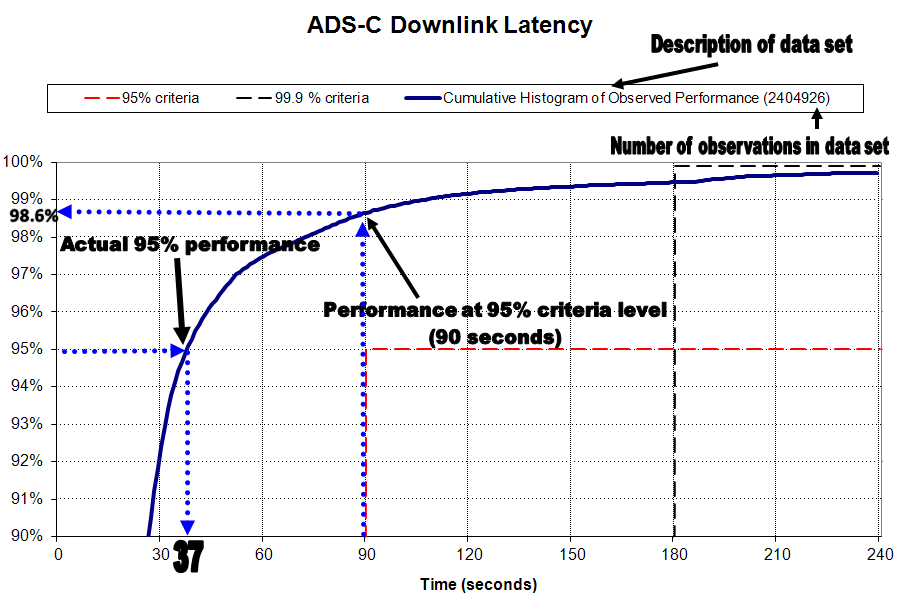 ADS-C Downlink Latency
Description of data set
95% criteria
99.9 % criteria
Cumulative Histogram of Observed Performance (2404926)
Number of observations in data set
100%
99%
98.6%
98%
Actual 95% performance
97%
96%
Performance at 95% criteria level
(90 seconds)
95%
94%
93%
92%
91%
90%
0
30
37
60
90
120
150
180
210
240
Time (seconds)